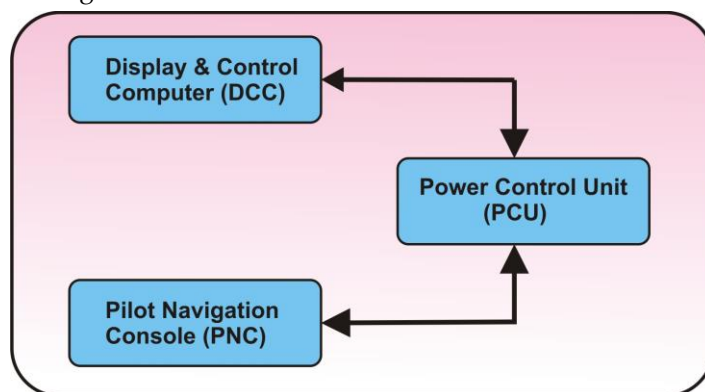 Display & Control
Computer (DCC)
Power Control Unit
(PCU)
Pilot Navigation
Console (PNC)